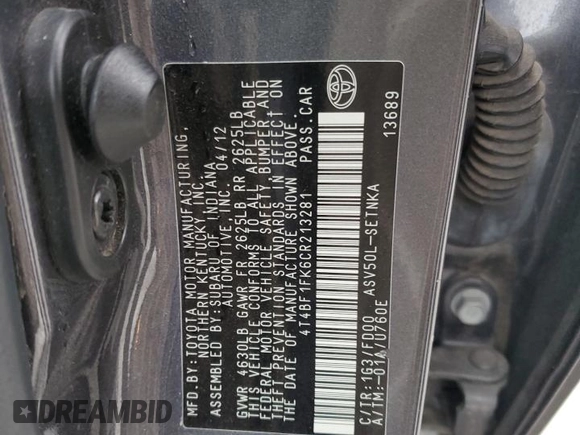 MFD. BY:TOYOTA MOTOR MANUFACTURING,
NORTHERN KENTUCKY, INC.
ASSEMBLED BY:SUBARU OF INDIANA
AUTOMOTIVE, INC. 04/12
GVWR 4630LB GAWR FR. 2625LB RR 2625LB
THIS VEHICLE CONFORMS TO ALL APPLICABLE
FEDERAL MOTOR VEHICLE SAFETY BUMPER AND
THEFT PREVENTION STANDARDS IN EFFECT ON
THE DATE OF MANUFACTURE SHOWN ABOVE.
4T4BF1FK6CR213281 PASS.CAR
C/TR:1G3/FD00 ASV50L-SETNKA
A/TM:-01A/U760E 13689
DREAMBID